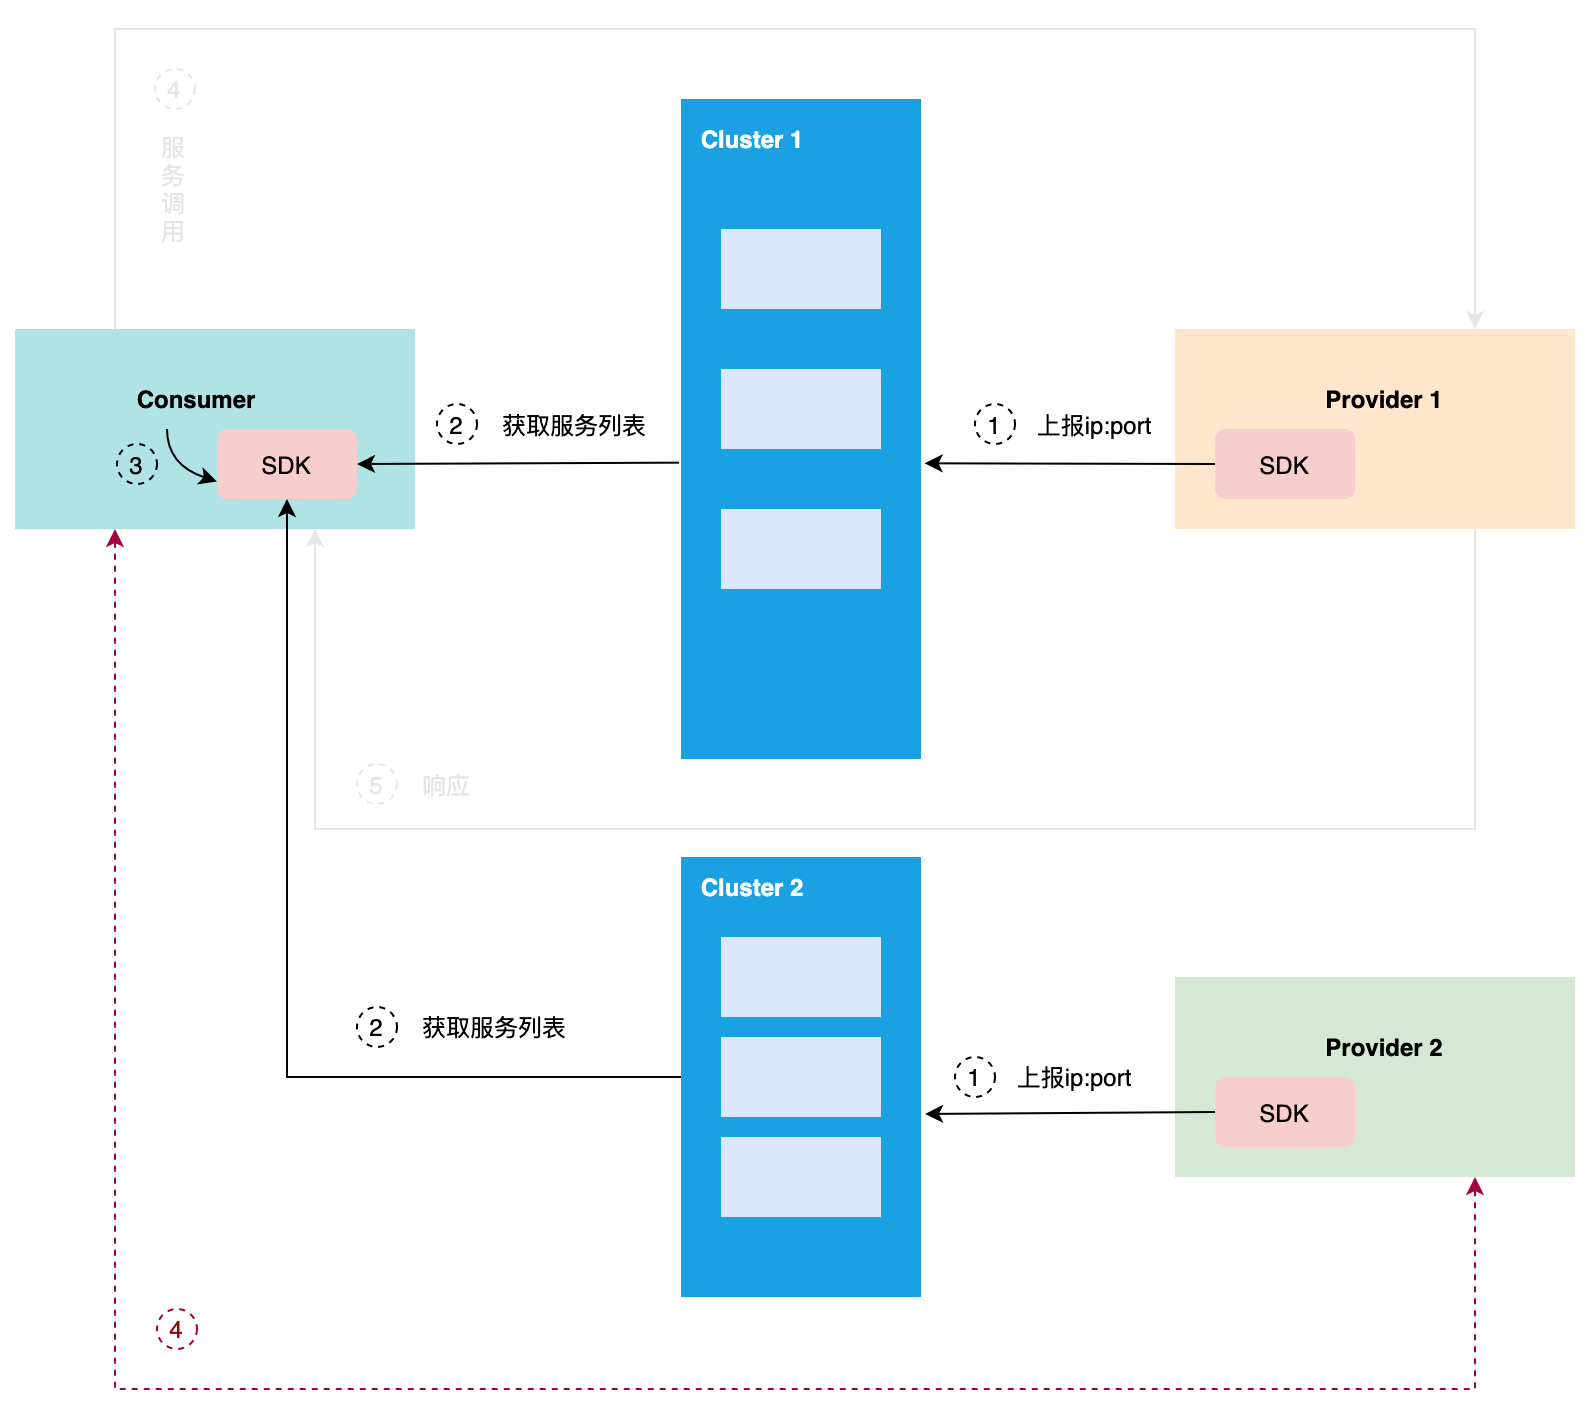 4
服
务
调
用
Cluster 1
Consumer
3
SDK
2 获取服务列表
1 上报ip:port
Provider 1
SDK
5 响应
Cluster 2
2 获取服务列表
1 上报ip:port
Provider 2
SDK
4